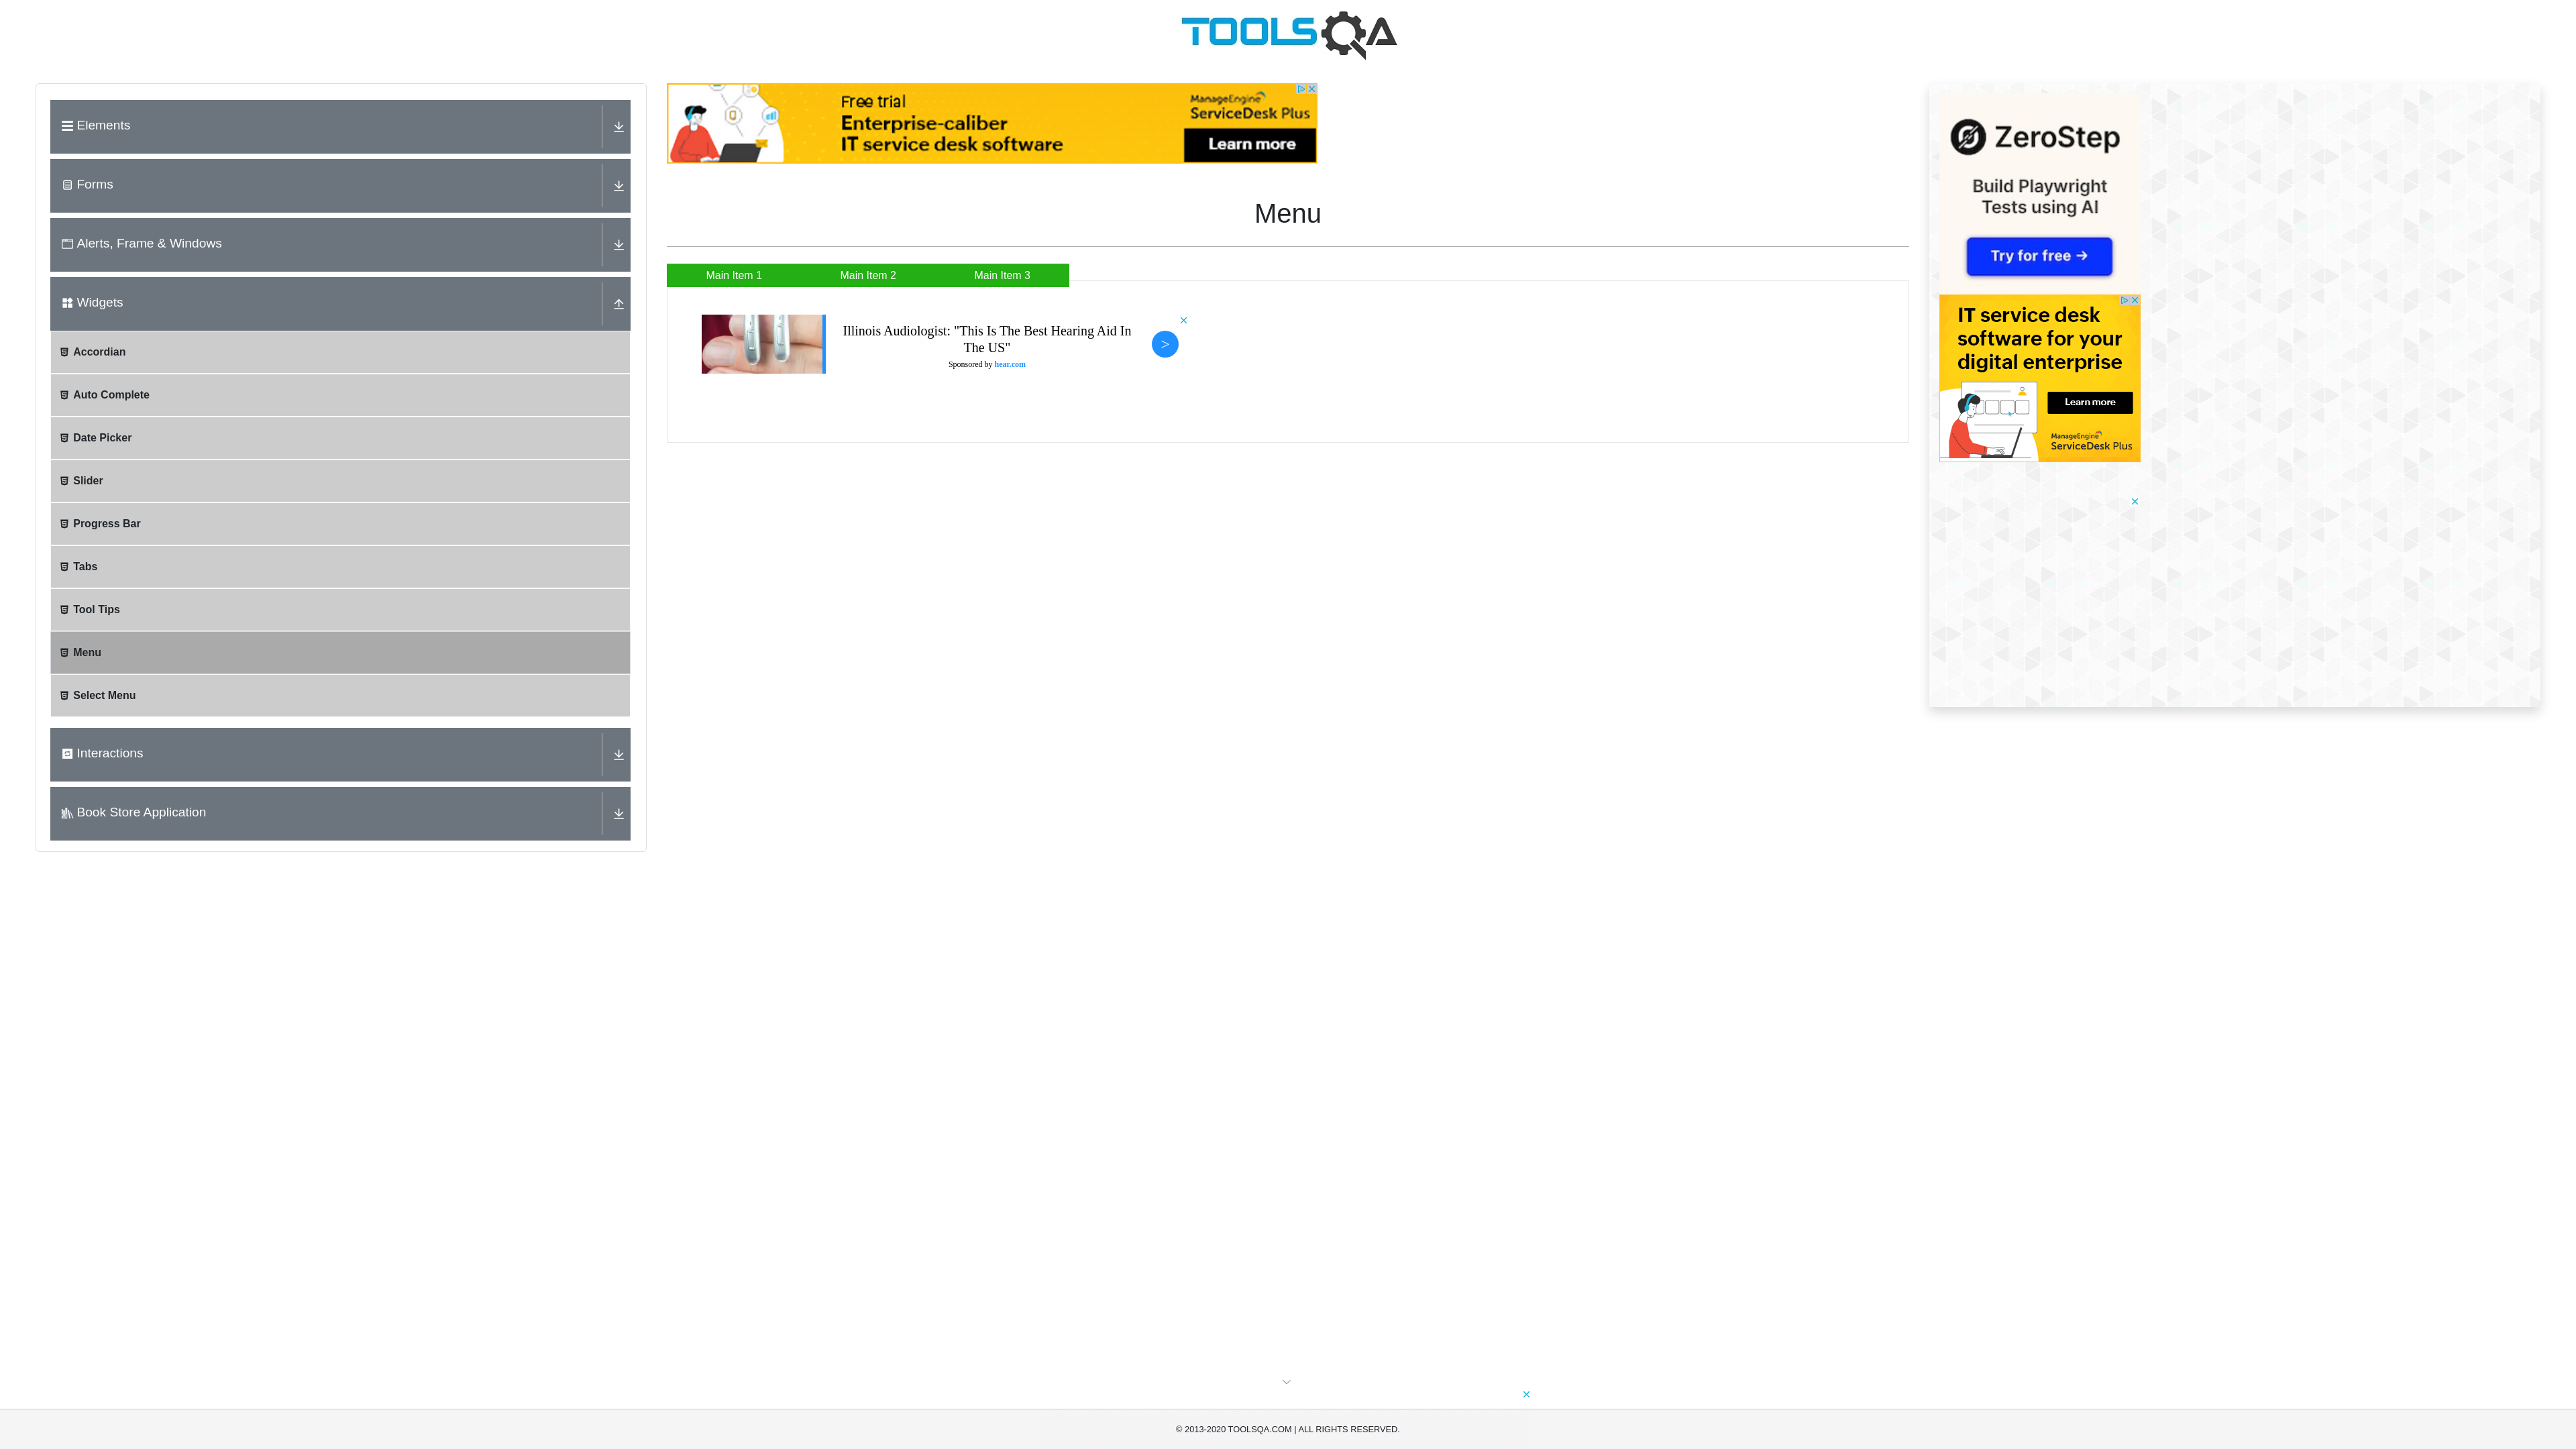 TOOLSQA
Elements
Forms
Alerts, Frame & Windows
Widgets
Accordian
Auto Complete
Date Picker
Slider
Progress Bar
Tabs
Tool Tips
Menu
Select Menu
Interactions
Book Store Application
Free trial
Enterprise-caliber
IT service desk software
ManageEngine
ServiceDesk Plus
Learn more
Menu
Main Item 1
Main Item 2
Main Item 3
Illinois Audiologist: "This Is The Best Hearing Aid In
The US"
Sponsored by hear.com
>
ZeroStep
Build Playwright
Tests using AI
Try for free →
IT service desk
software for your
digital enterprise
Learn more
ManageEngine
ServiceDesk Plus
© 2013-2020 TOOLSQA.COM | ALL RIGHTS RESERVED.